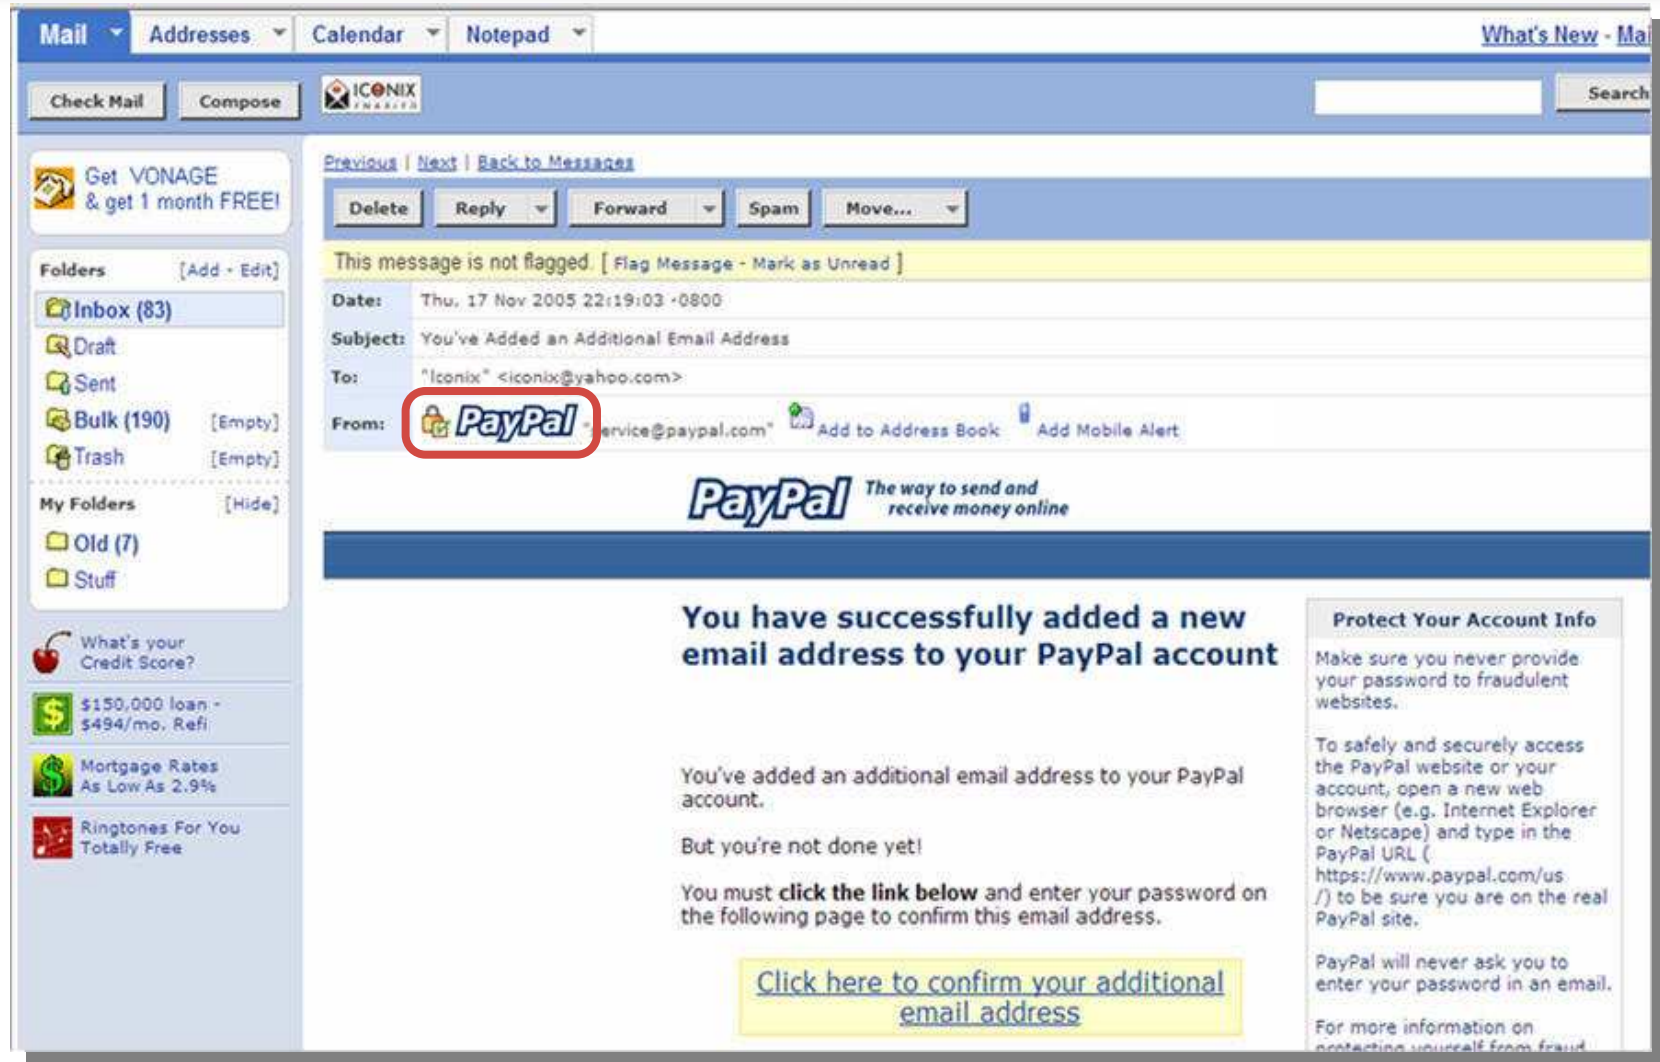 Mail Addresses Calendar Notepad What's New - Mai
Check Mail Compose ICONIX ENABLED Search
Get VONAGE
& get 1 month FREE!
Folders [Add - Edit]
Inbox (83)
Draft
Sent
Bulk (190) [Empty]
Trash [Empty]
My Folders [Hide]
Old (7)
Stuff
What's your
Credit Score?
$150,000 loan -
$494/mo. Refi
Mortgage Rates
As Low As 2.9%
Ringtones For You
Totally Free
Previous | Next | Back to Messages
Delete Reply Forward Spam Move...
This message is not flagged. [ Flag Message - Mark as Unread ]
Date: Thu, 17 Nov 2005 22:19:03 -0800
Subject: You've Added an Additional Email Address
To: "Iconix" <iconix@yahoo.com>
From: PayPal "service@paypal.com" Add to Address Book Add Mobile Alert
PayPal The way to send and
receive money online
You have successfully added a new
email address to your PayPal account
You've added an additional email address to your PayPal
account.
But you're not done yet!
You must click the link below and enter your password on
the following page to confirm this email address.
Click here to confirm your additional
email address
Protect Your Account Info
Make sure you never provide
your password to fraudulent
websites.
To safely and securely access
the PayPal website or your
account, open a new web
browser (e.g. Internet Explorer
or Netscape) and type in the
PayPal URL (
https://www.paypal.com/us
/) to be sure you are on the real
PayPal site.
PayPal will never ask you to
enter your password in an email.
For more information on
protecting yourself from fraud